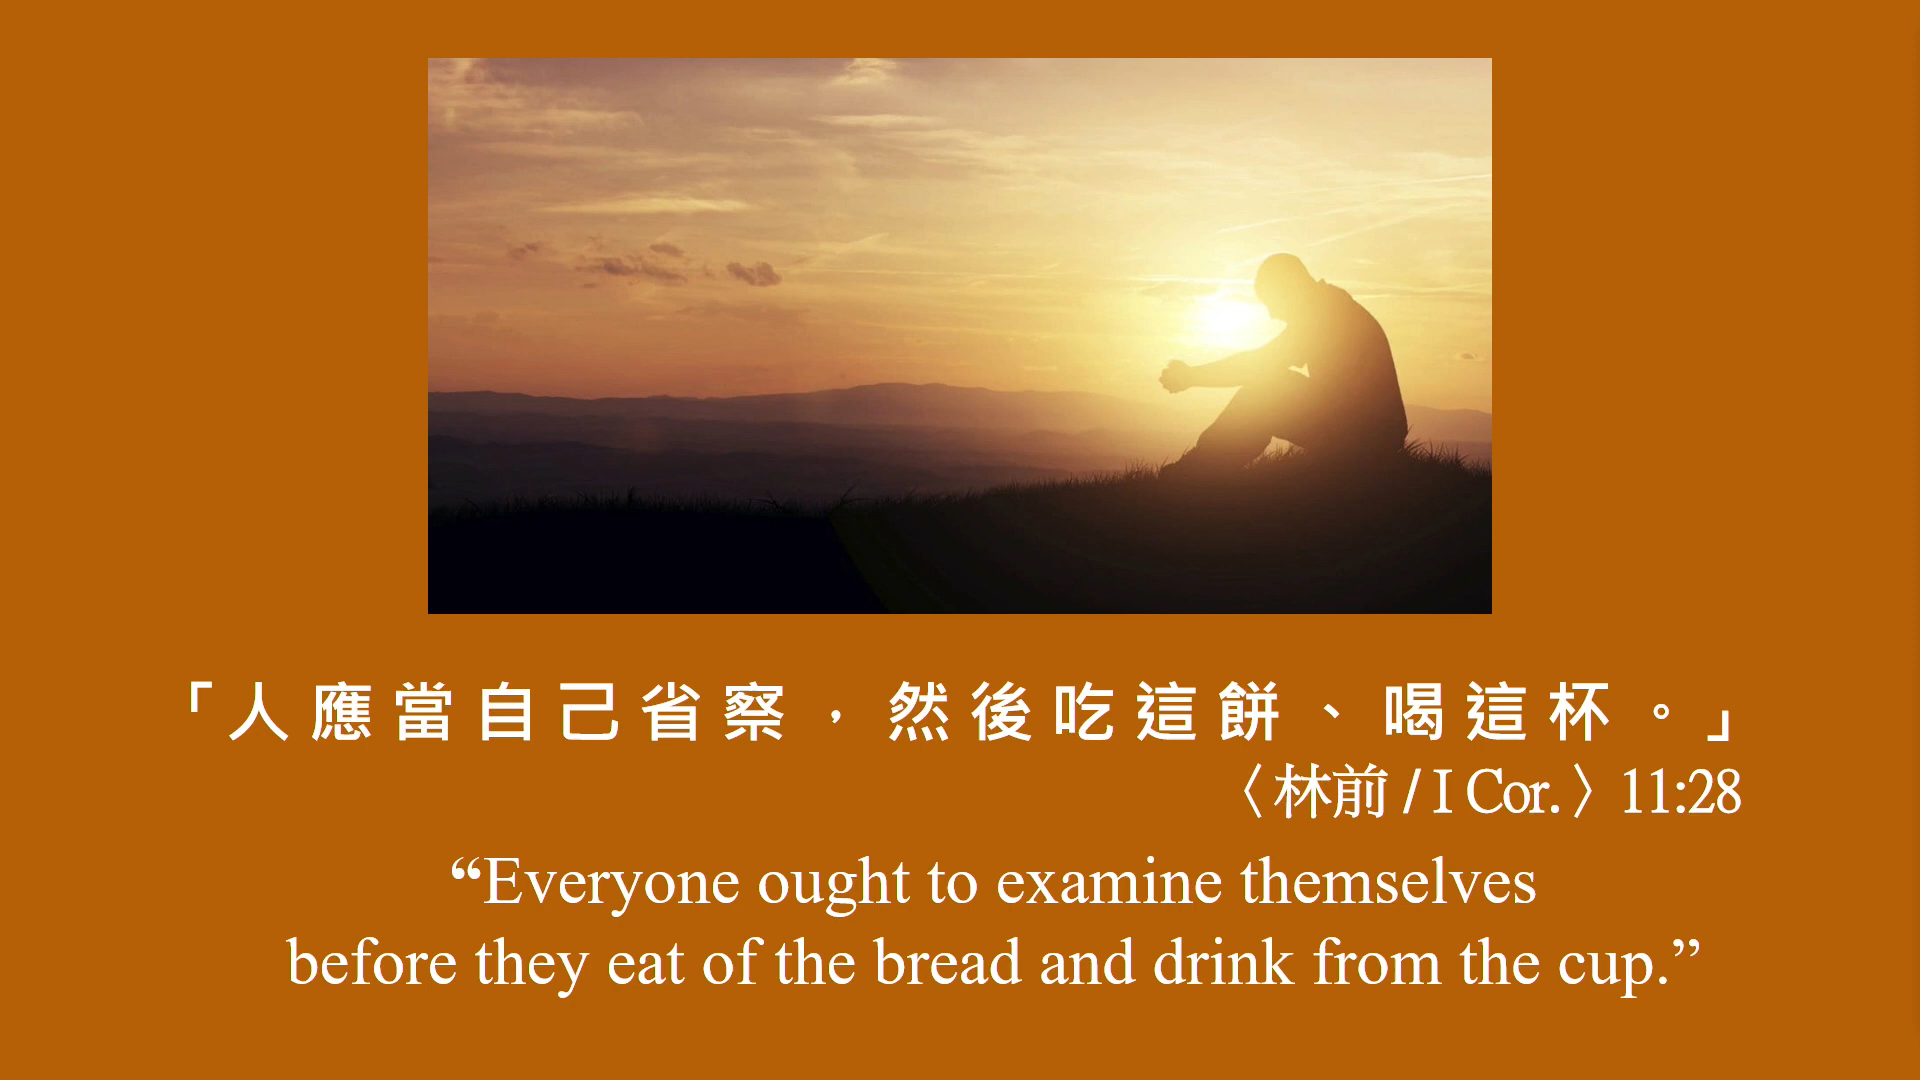 「人應當自己省察，然後吃這餅、喝這杯。」
〈林前 / I Cor.〉11:28
“Everyone ought to examine themselves
before they eat of the bread and drink from the cup.”